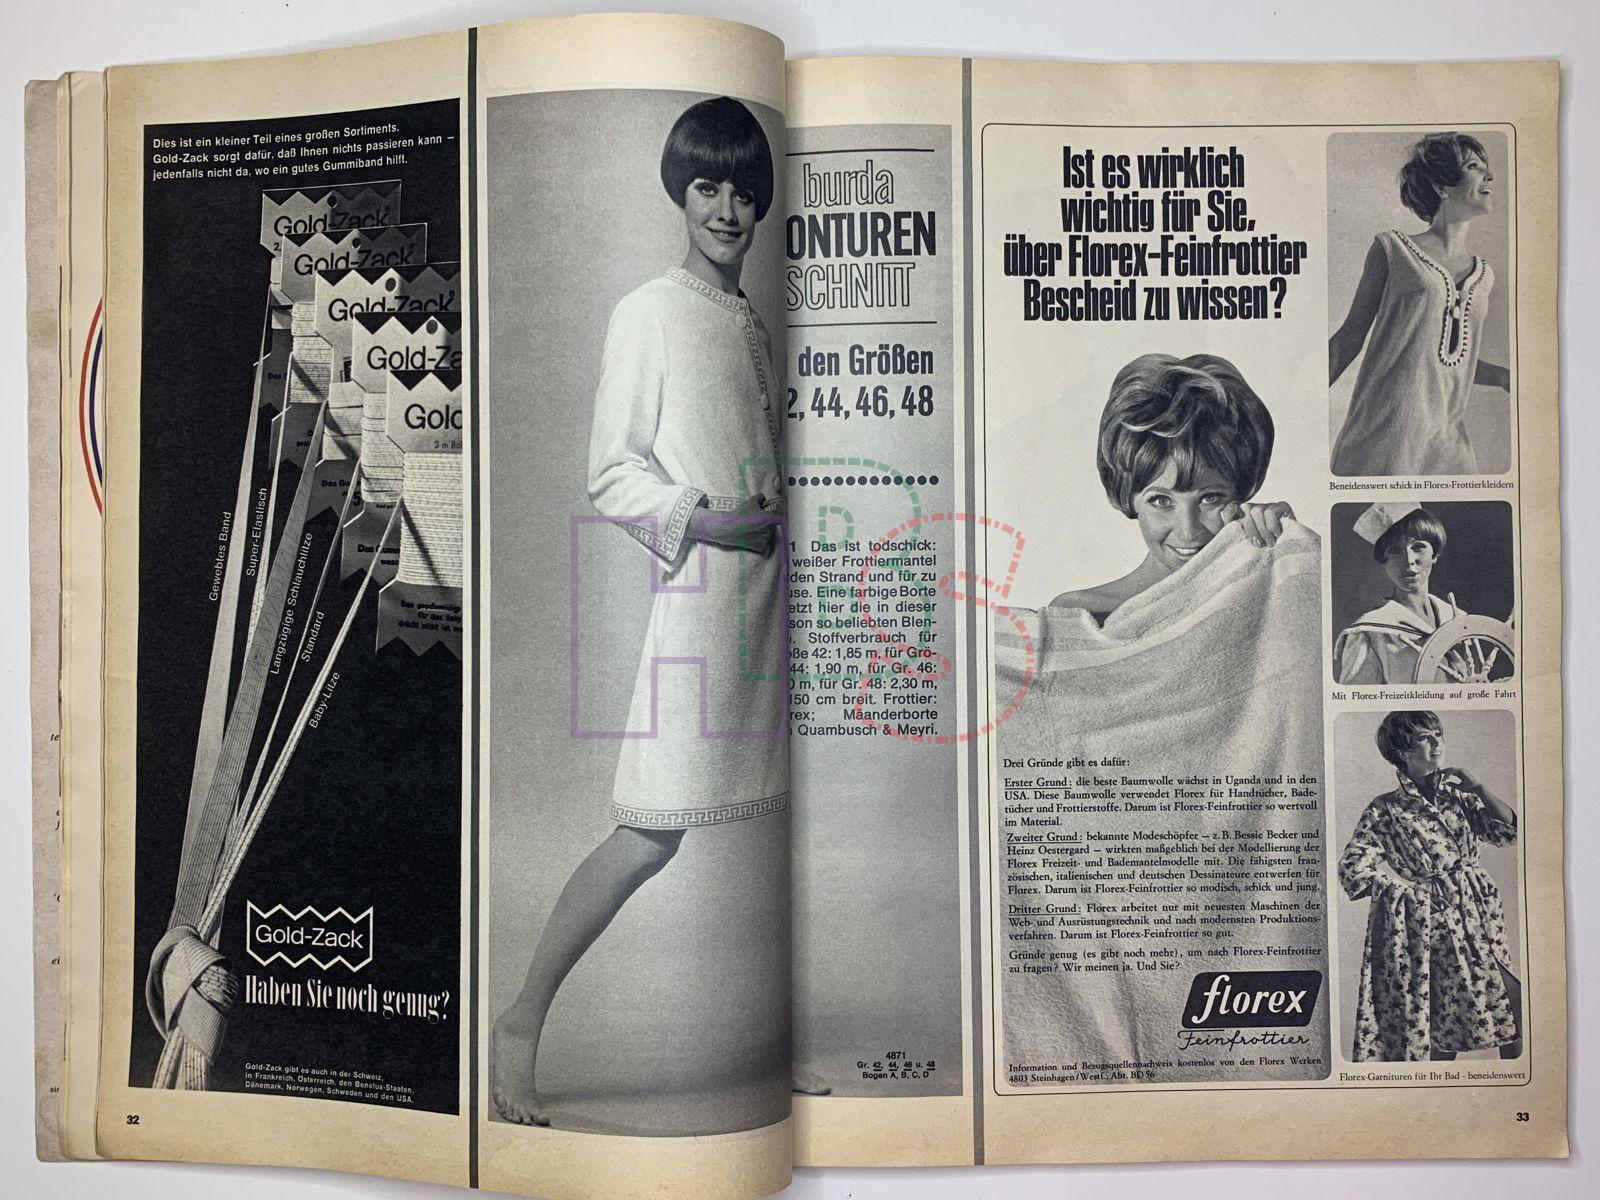 Dies ist ein kleiner Teil eines großen Sortiments.
Gold-Zack sorgt dafür, daß Ihnen nichts passieren kann –
jedenfalls nicht da, wo ein gutes Gummiband hilft.
Gold-Zack
Gold-Zack
Gold-Zack
Gold-Za
Gold
3 m
Gewebtes Band
Super-Elastisch
Langzügige Schlauchlitze
Standard
Baby-Litze
Gold-Zack
Haben Sie noch genug?
Gold-Zack gibt es auch in der Schweiz,
in Frankreich, Österreich, den Benelux-Staaten,
Dänemark, Norwegen, Schweden und den USA.
32
burda
ONTUREN
SCHNITT
den Größen
2, 44, 46, 48
1 Das ist todschick:
weißer Frottiermantel
den Strand und für zu
use. Eine farbige Borte
etzt hier die in dieser
son so beliebten Blen-
. Stoffverbrauch für
ße 42: 1,85 m, für Grö-
44: 1,90 m, für Gr. 46:
0 m, für Gr. 48: 2,30 m,
150 cm breit. Frottier:
rex; Mäanderborte
Quambusch & Meyri.
4871
Gr. 42, 44, 46 u. 48
Bogen A, B, C, D
HBS
Ist es wirklich
wichtig für Sie,
über Florex-Feinfrottier
Bescheid zu wissen?
Drei Gründe gibt es dafür:
Erster Grund: die beste Baumwolle wächst in Uganda und in den
USA. Diese Baumwolle verwendet Florex für Handtücher, Bade-
tücher und Frottierstoffe. Darum ist Florex-Feinfrottier so wertvoll
im Material.
Zweiter Grund: bekannte Modeschöpfer – z. B. Bessie Becker und
Heinz Oestergard – wirkten maßgeblich bei der Modellierung der
Florex Freizeit- und Bademantelmodelle mit. Die fähigsten fran-
zösischen, italienischen und deutschen Dessinateure entwerfen für
Florex. Darum ist Florex-Feinfrottier so modisch, schick und jung.
Dritter Grund: Florex arbeitet nur mit neuesten Maschinen der
Web- und Ausrüstungstechnik und nach modernsten Produktions-
verfahren. Darum ist Florex-Feinfrottier so gut.
Gründe genug (es gibt noch mehr), um nach Florex-Feinfrottier
zu fragen? Wir meinen ja. Und Sie?
florex
Feinfrottier
Information und Bezugsquellennachweis kostenlos von den Florex Werken
4803 Steinhagen/Westf., Abt. BD 56
Beneidenswert schick in Florex-Frottierkleidern
Mit Florex-Freizeitkleidung auf große Fahrt
Florex-Garnituren für Ihr Bad - beneidenswert
33